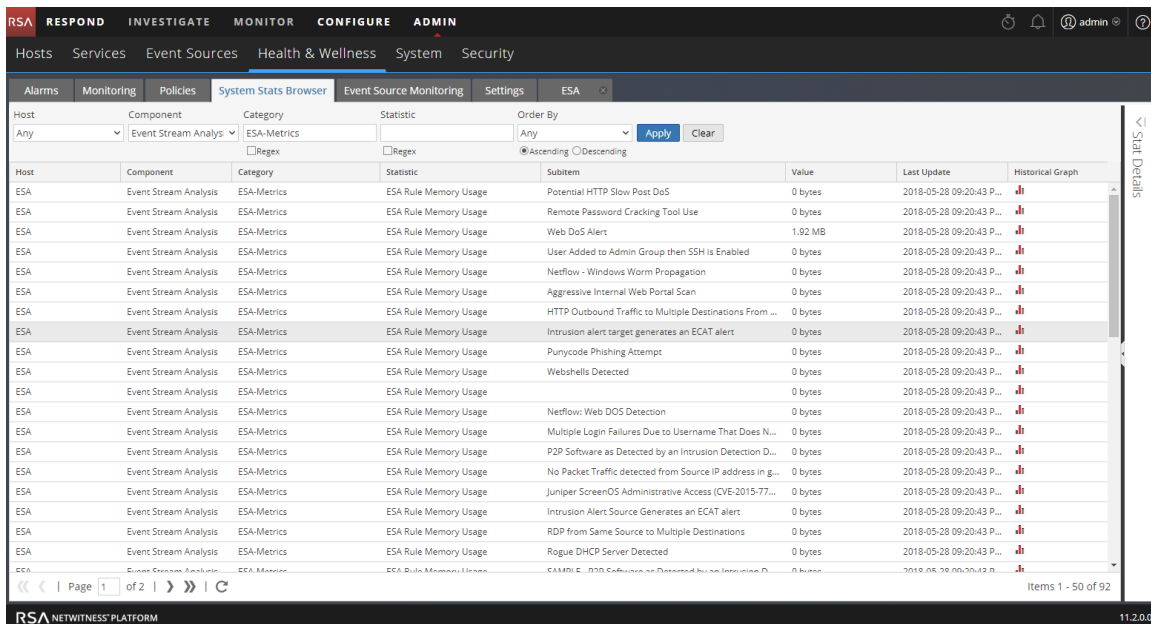 RSA RESPOND INVESTIGATE MONITOR CONFIGURE ADMIN admin ?
Hosts Services Event Sources Health & Wellness System Security
Alarms Monitoring Policies System Stats Browser Event Source Monitoring Settings ESA
Host Component Category Statistic Order By
Any Event Stream Analysi ESA-Metrics Any Apply Clear
Regex Regex Ascending Descending
Stat Details
Host Component Category Statistic Subitem Value Last Update Historical Graph
ESA Event Stream Analysis ESA-Metrics ESA Rule Memory Usage Potential HTTP Slow Post DoS 0 bytes 2018-05-28 09:20:43 P...
ESA Event Stream Analysis ESA-Metrics ESA Rule Memory Usage Remote Password Cracking Tool Use 0 bytes 2018-05-28 09:20:43 P...
ESA Event Stream Analysis ESA-Metrics ESA Rule Memory Usage Web DoS Alert 1.92 MB 2018-05-28 09:20:43 P...
ESA Event Stream Analysis ESA-Metrics ESA Rule Memory Usage User Added to Admin Group then SSH is Enabled 0 bytes 2018-05-28 09:20:43 P...
ESA Event Stream Analysis ESA-Metrics ESA Rule Memory Usage Netflow - Windows Worm Propagation 0 bytes 2018-05-28 09:20:43 P...
ESA Event Stream Analysis ESA-Metrics ESA Rule Memory Usage Aggressive Internal Web Portal Scan 0 bytes 2018-05-28 09:20:43 P...
ESA Event Stream Analysis ESA-Metrics ESA Rule Memory Usage HTTP Outbound Traffic to Multiple Destinations From ... 0 bytes 2018-05-28 09:20:43 P...
ESA Event Stream Analysis ESA-Metrics ESA Rule Memory Usage Intrusion alert target generates an ECAT alert 0 bytes 2018-05-28 09:20:43 P...
ESA Event Stream Analysis ESA-Metrics ESA Rule Memory Usage Punycode Phishing Attempt 0 bytes 2018-05-28 09:20:43 P...
ESA Event Stream Analysis ESA-Metrics ESA Rule Memory Usage Webshells Detected 0 bytes 2018-05-28 09:20:43 P...
ESA Event Stream Analysis ESA-Metrics ESA Rule Memory Usage 0 bytes 2018-05-28 09:20:43 P...
ESA Event Stream Analysis ESA-Metrics ESA Rule Memory Usage Netflow: Web DOS Detection 0 bytes 2018-05-28 09:20:43 P...
ESA Event Stream Analysis ESA-Metrics ESA Rule Memory Usage Multiple Login Failures Due to Username That Does N... 0 bytes 2018-05-28 09:20:43 P...
ESA Event Stream Analysis ESA-Metrics ESA Rule Memory Usage P2P Software as Detected by an Intrusion Detection D... 0 bytes 2018-05-28 09:20:43 P...
ESA Event Stream Analysis ESA-Metrics ESA Rule Memory Usage No Packet Traffic detected from Source IP address in g... 0 bytes 2018-05-28 09:20:43 P...
ESA Event Stream Analysis ESA-Metrics ESA Rule Memory Usage Juniper ScreenOS Administrative Access (CVE-2015-77... 0 bytes 2018-05-28 09:20:43 P...
ESA Event Stream Analysis ESA-Metrics ESA Rule Memory Usage Intrusion Alert Source Generates an ECAT alert 0 bytes 2018-05-28 09:20:43 P...
ESA Event Stream Analysis ESA-Metrics ESA Rule Memory Usage RDP from Same Source to Multiple Destinations 0 bytes 2018-05-28 09:20:43 P...
ESA Event Stream Analysis ESA-Metrics ESA Rule Memory Usage Rogue DHCP Server Detected 0 bytes 2018-05-28 09:20:43 P...
ESA Event Stream Analysis ESA-Metrics ESA Rule Memory Usage SAMPLE - P2P Software as Detected by an Intrusion D... 0 bytes 2018-05-28 09:20:43 P...
Page 1 of 2 Items 1 - 50 of 92
RSA NETWITNESS® PLATFORM 11.2.0.0